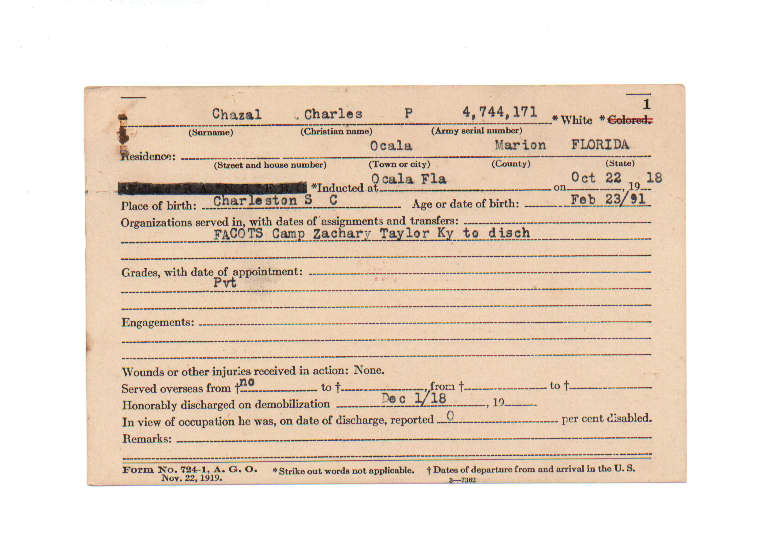 1
Chazal . Charles P 4,744,171 * White * Colored.
(Surname) (Christian name) (Army serial number)
Ocala Marion FLORIDA
Residence:
(Street and house number) (Town or city) (County) (State)
*Inducted at Ocala Fla on Oct 22, 1918
Place of birth: Charleston S C Age or date of birth: Feb 23/91
Organizations served in, with dates of assignments and transfers:
FACOTS Camp Zachary Taylor Ky to disch
Grades, with date of appointment:
Pvt
Engagements:
Wounds or other injuries received in action: None.
Served overseas from † no to †, from † to †
Honorably discharged on demobilization Dec 1/18, 19
In view of occupation he was, on date of discharge, reported 0 per cent disabled.
Remarks:
Form No. 724-1, A. G. O. *Strike out words not applicable. † Dates of departure from and arrival in the U. S.
Nov. 22, 1919. 3—7362